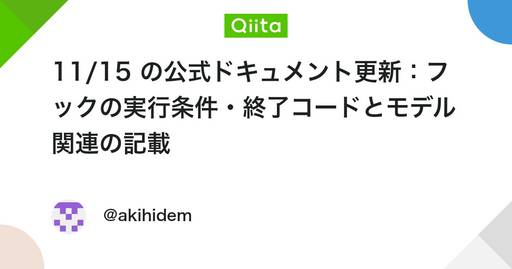 Qiita
11/15 の公式ドキュメント更新：フ
ックの実行条件・終了コードとモデル
関連の記載
@akihidem